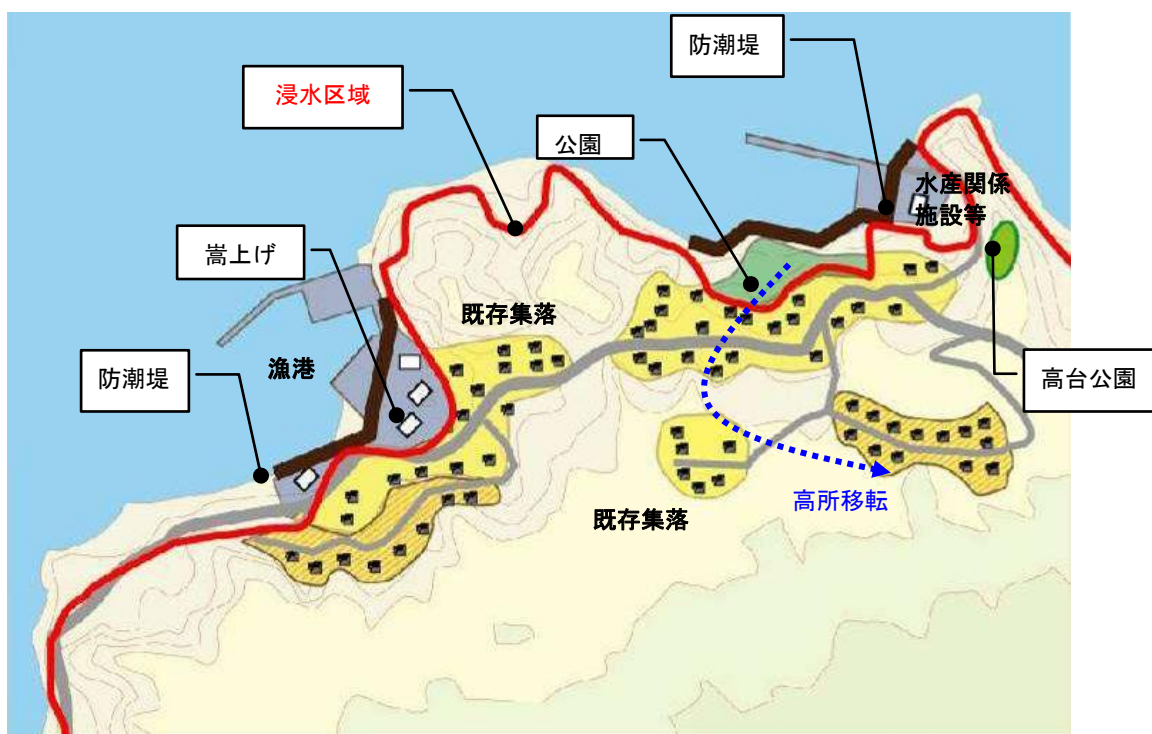 防潮堤
浸水区域
公園
水産関係
施設等
嵩上げ
既存集落
漁港
防潮堤
高台公園
高所移転
既存集落